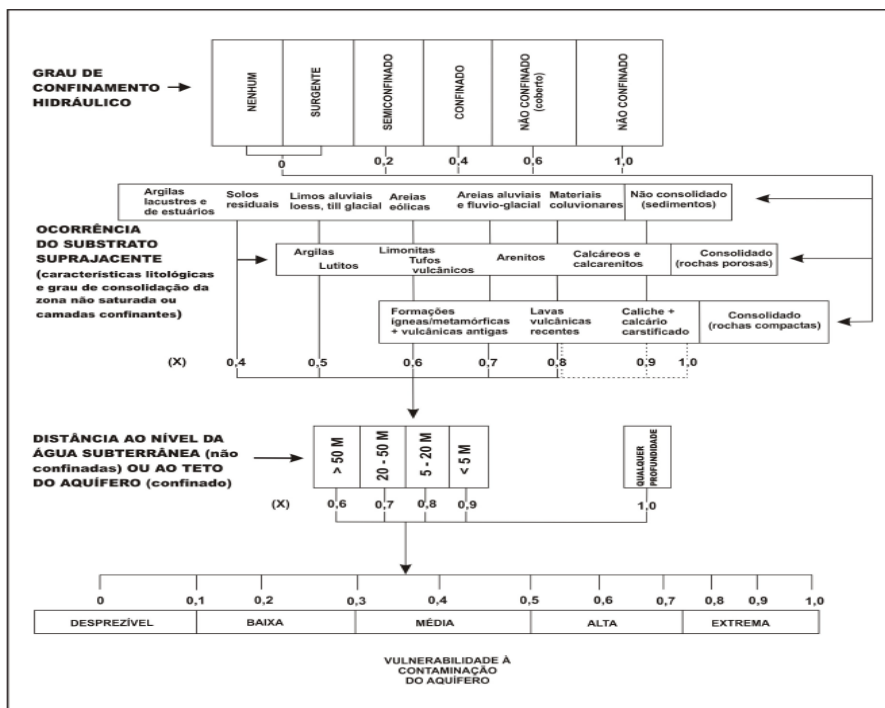 GRAU DE
CONFINAMENTO
HIDRÁULICO
NENHUM
SURGENTE
SEMICONFINADO
CONFINADO
NÃO CONFINADO
(coberto)
NÃO CONFINADO
0
0,2
0,4
0,6
1,0
Argilas
lacustres e
de estuários
Solos
residuais
Limos aluviais
loess, till glacial
Areias
eólicas
Areias aluviais
e fluvio-glacial
Materiais
coluvionares
Não consolidado
(sedimentos)
OCORRÊNCIA
DO SUBSTRATO
SUPRAJACENTE
(características litológicas
e grau de consolidação da
zona não saturada ou
camadas confinantes)
Argilas
Lutitos
Limonitas
Tufos
vulcânicos
Arenitos
Calcáreos e
calcarenitos
Consolidado
(rochas porosas)
Formações
ígneas/metamórficas
+ vulcânicas antigas
Lavas
vulcânicas
recentes
Caliche +
calcário
carstificado
Consolidado
(rochas compactas)
(X)
0,4
0,5
0,6
0,7
0,8
0,9
1,0
DISTÂNCIA AO NÍVEL DA
ÁGUA SUBTERRÂNEA (não
confinadas) OU AO TETO
DO AQUÍFERO (confinado)
> 50 M
20 - 50 M
5 - 20 M
< 5 M
QUALQUER
PROFUNDIDADE
(X)
0,6
0,7
0,8
0,9
1,0
0
0,1
0,2
0,3
0,4
0,5
0,6
0,7
0,8
0,9
1,0
DESPREZÍVEL
BAIXA
MÉDIA
ALTA
EXTREMA
VULNERABILIDADE À
CONTAMINAÇÃO
DO AQUÍFERO